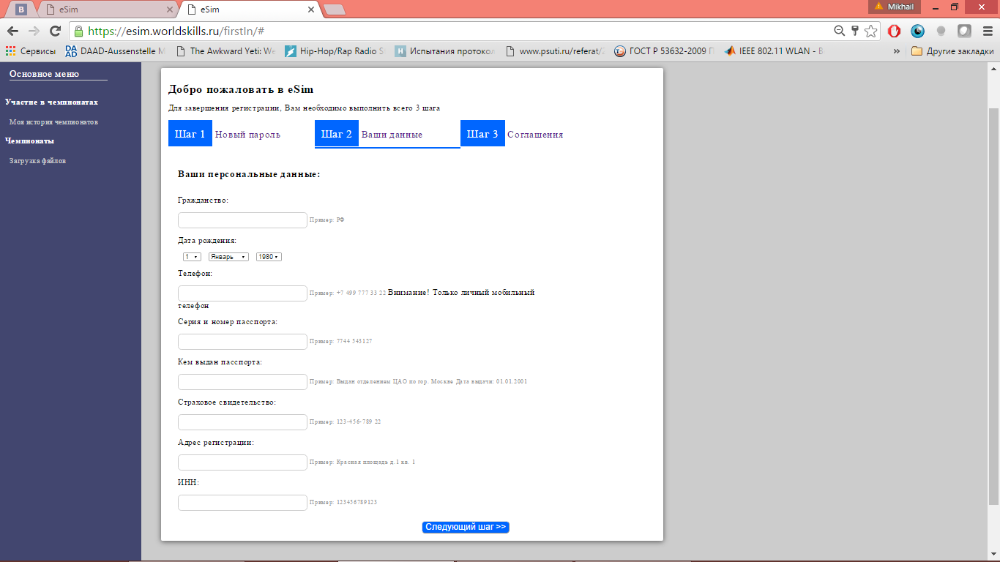 B
eSim
eSim
Mikhail
https://esim.worldskills.ru/firstIn/#
Сервисы
DAAD-Aussenstelle M
The Awkward Yeti: We
Hip-Hop/Rap Radio S
Испытания протокол
www.psuti.ru/referat/2
ГОСТ Р 53632-2009 П
IEEE 802.11 WLAN - В
»
Другие закладки
Основное меню
Участие в чемпионатах
Моя история чемпионатов
Чемпионаты
Загрузка файлов
Добро пожаловать в eSim
Для завершения регистрации, Вам необходимо выполнить всего 3 шага
Шаг 1 Новый пароль
Шаг 2 Ваши данные
Шаг 3 Соглашения
Ваши персональные данные:
Гражданство:
Пример: РФ
Дата рождения:
1 Январь 1980
Телефон:
Пример: +7 499 777 33 22 Внимание! Только личный мобильный
телефон
Серия и номер пасспорта:
Пример: 7744 543127
Кем выдан пасспорта:
Пример: Выдан отделением ЦАО по гор. Москве Дата выдачи: 01.01.2001
Страховое свидетельство:
Пример: 123-456-789 22
Адрес регистрации:
Пример: Красная площадь д.1 кв. 1
ИНН:
Пример: 123456789123
Следующий шаг >>